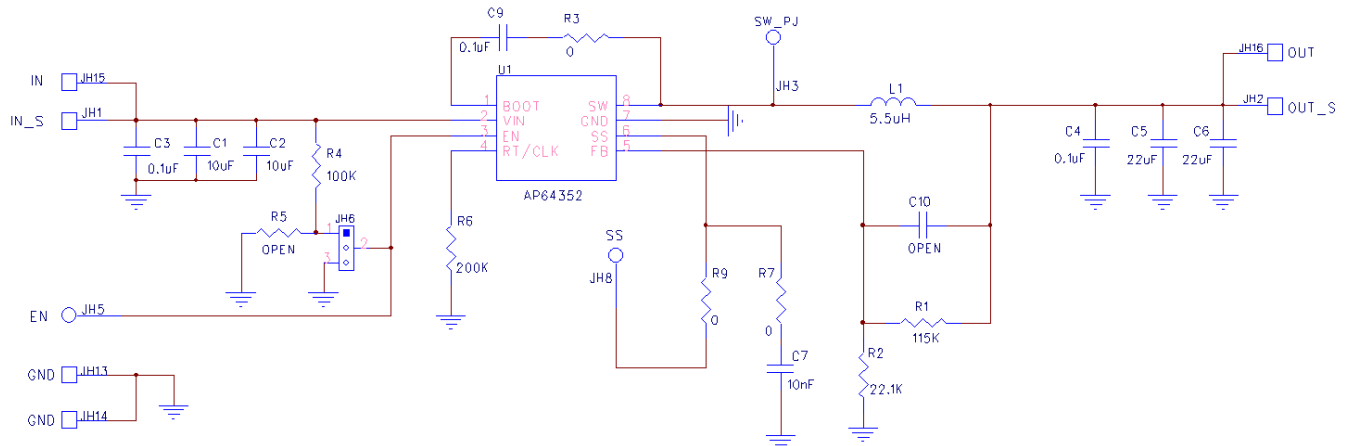 C9
0.1uF
R3
0
SW_PJ
JH3
JH16
OUT
IN
JH15
U1
IN_S
JH1
1
BOOT
SW
8
2
VIN
GND
7
3
EN
SS
6
4
RT/CLK
FB
5
AP64352
L1
5.5uH
JH2
OUT_S
C3
0.1uF
C1
10uF
C2
10uF
R4
100K
C4
0.1uF
C5
22uF
C6
22uF
R5
OPEN
JH6
1
2
3
R6
200K
SS
JH8
R9
0
R7
0
C10
OPEN
EN
JH5
R1
115K
C7
10nF
R2
22.1K
GND
JH13
GND
JH14